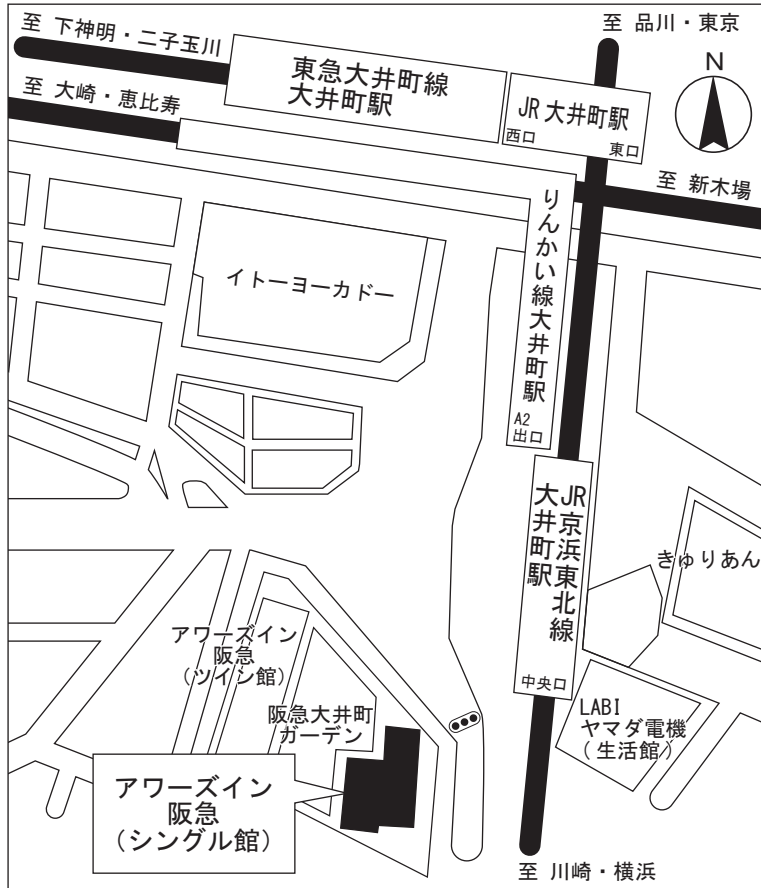 至 下神明・二子玉川
至 品川・東京
至 大崎・恵比寿
東急大井町線
大井町駅
JR 大井町駅
西口
東口
N
至 新木場
りんかい線大井町駅
A2
出口
イトーヨーカドー
JR京浜東北線
大井町駅
中央口
きゅりあん
アワーズイン
阪急
(ツイン館)
阪急大井町
ガーデン
LABI
ヤマダ電機
(生活館)
アワーズイン
阪急
(シングル館)
至 川崎・横浜